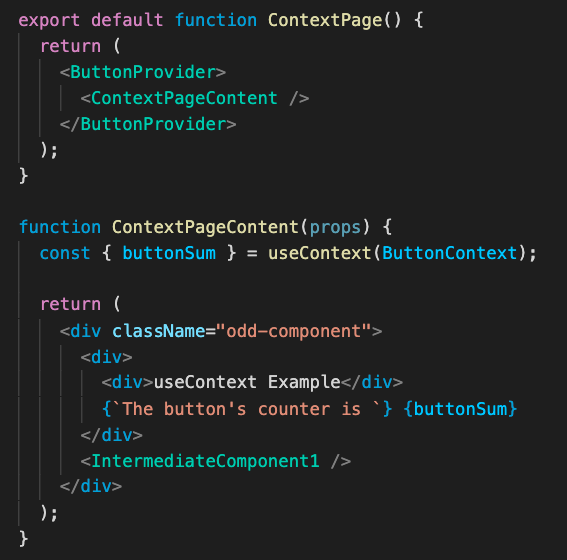 export default function ContextPage() {
  return (
    <ButtonProvider>
      <ContextPageContent />
    </ButtonProvider>
  );
}

function ContextPageContent(props) {
  const { buttonSum } = useContext(ButtonContext);

  return (
    <div className="odd-component">
      <div>
        <div>useContext Example</div>
        {`The button's counter is `} {buttonSum}
      </div>
      <IntermediateComponent1 />
    </div>
  );
}